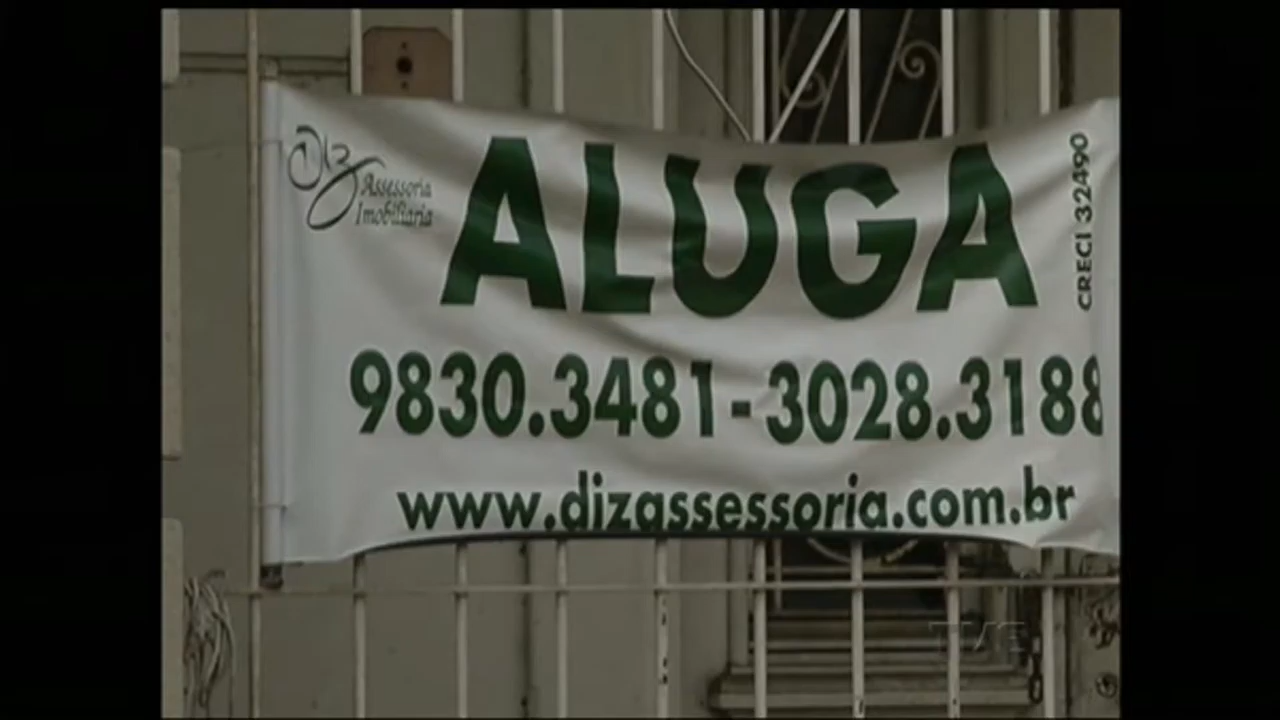 Diz
Assessoria
Imobiliária
ALUGA
CRECI 32490
9830.3481-3028.3188
www.dizassessoria.com.br
TVE